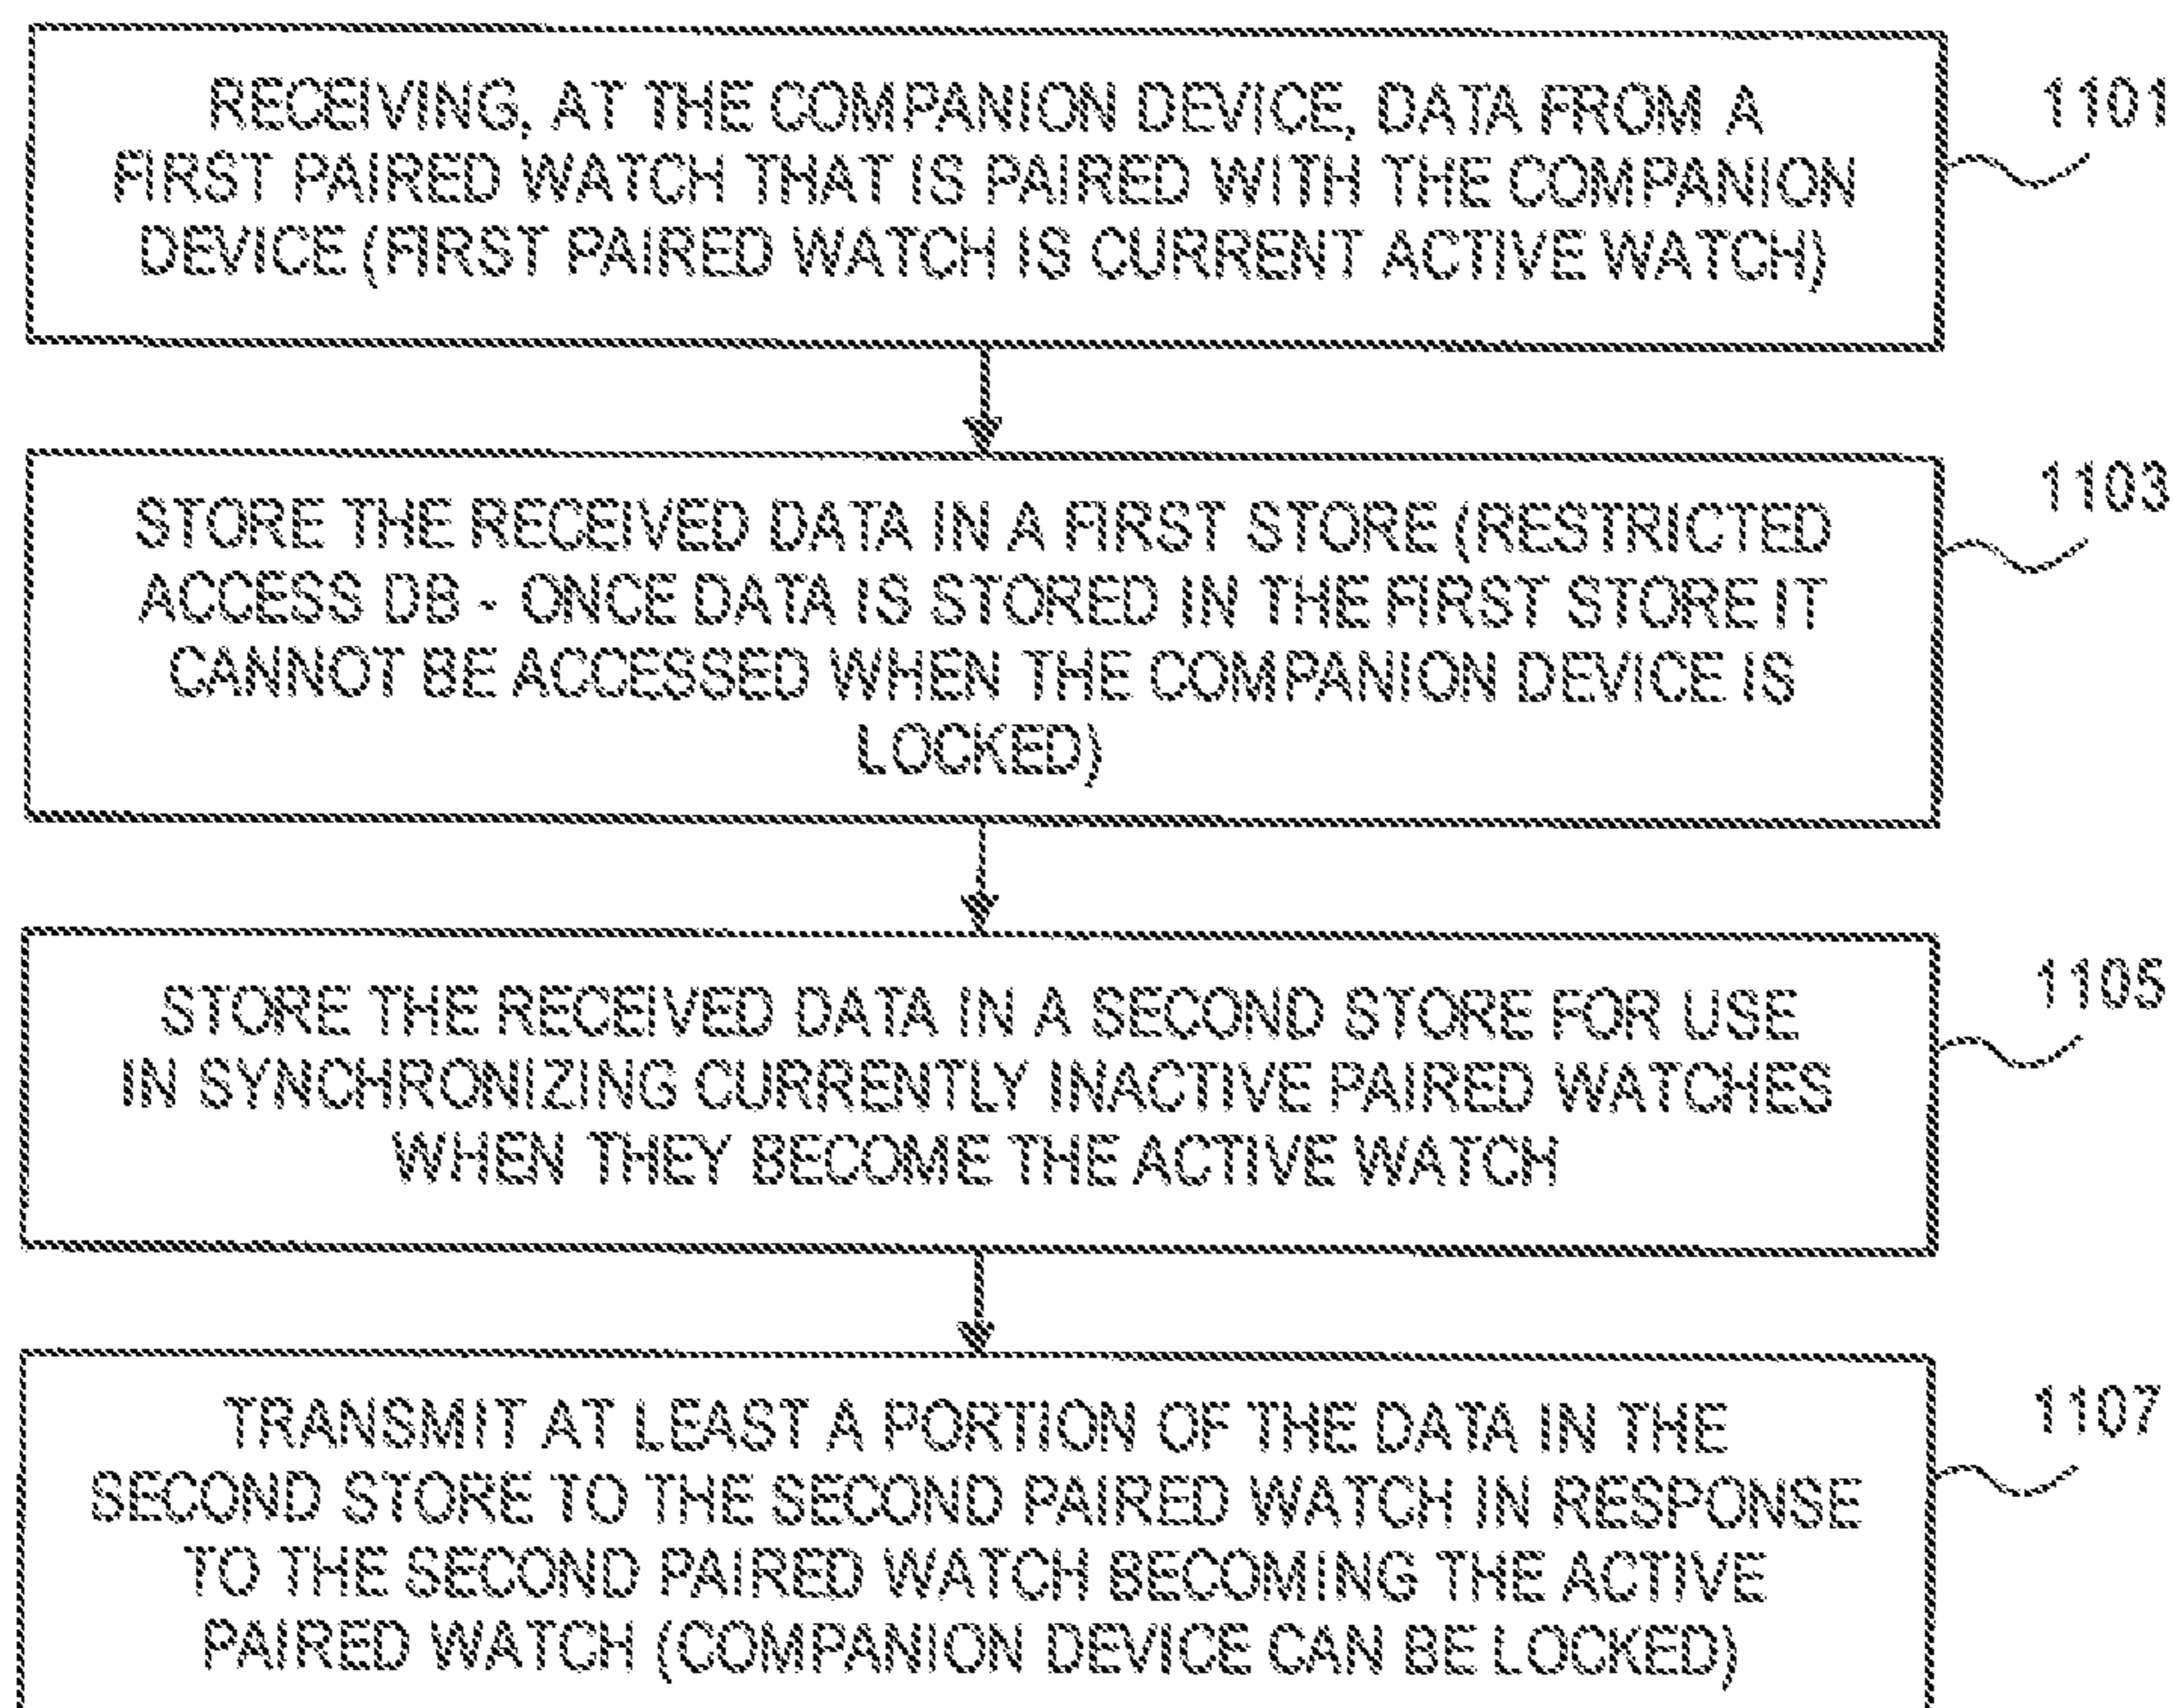 RECEIVING, AT THE COMPANION DEVICE, DATA FROM A
FIRST PAIRED WATCH THAT IS PAIRED WITH THE COMPANION
DEVICE (FIRST PAIRED WATCH IS CURRENT ACTIVE WATCH)
1101
STORE THE RECEIVED DATA IN A FIRST STORE (RESTRICTED
ACCESS DB - ONCE DATA IS STORED IN THE FIRST STORE IT
CANNOT BE ACCESSED WHEN THE COMPANION DEVICE IS
LOCKED)
1103
STORE THE RECEIVED DATA IN A SECOND STORE FOR USE
IN SYNCHRONIZING CURRENTLY INACTIVE PAIRED WATCHES
WHEN THEY BECOME THE ACTIVE WATCH
1105
TRANSMIT AT LEAST A PORTION OF THE DATA IN THE
SECOND STORE TO THE SECOND PAIRED WATCH IN RESPONSE
TO THE SECOND PAIRED WATCH BECOMING THE ACTIVE
PAIRED WATCH (COMPANION DEVICE CAN BE LOCKED)
1107